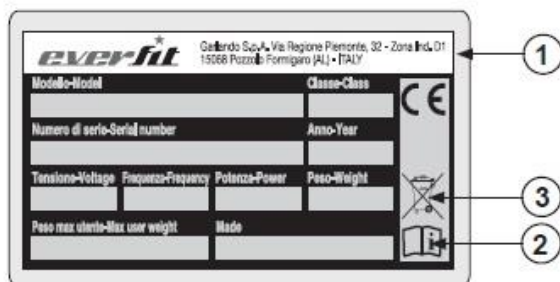 everfit
Garlando S.p.A. Via Regione Piemonte, 32 - Zona Ind. D1
15068 Pozzolo Formigaro (AL) - ITALY
1
Modello-Model Classe-Class
CE
Numero di serie-Serial number Anno-Year
Tensione-Voltage Frequenza-Frequency Potenza-Power Peso-Weight
3
Peso max utente-Max user weight Made
i
2